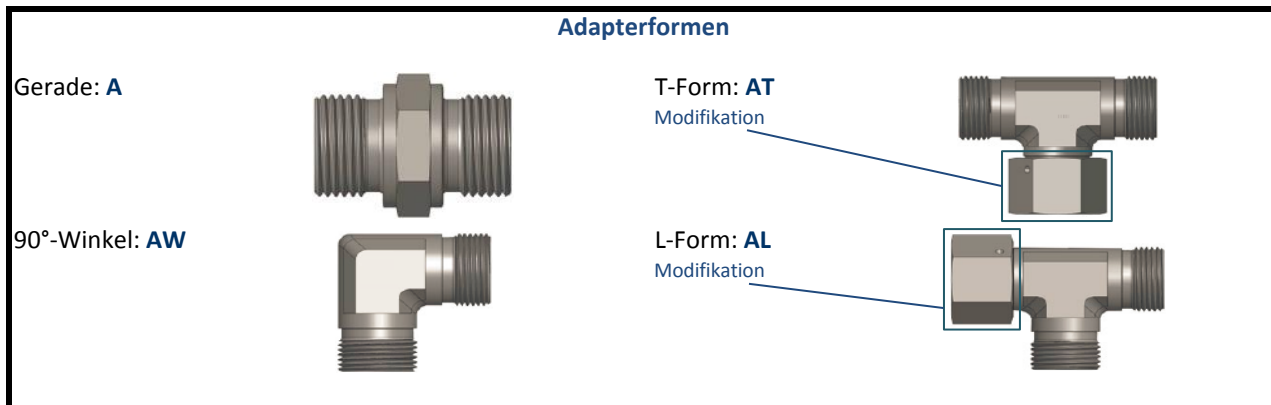 Adapterformen
Gerade: A
T-Form: AT
Modifikation
90°-Winkel: AW
L-Form: AL
Modifikation